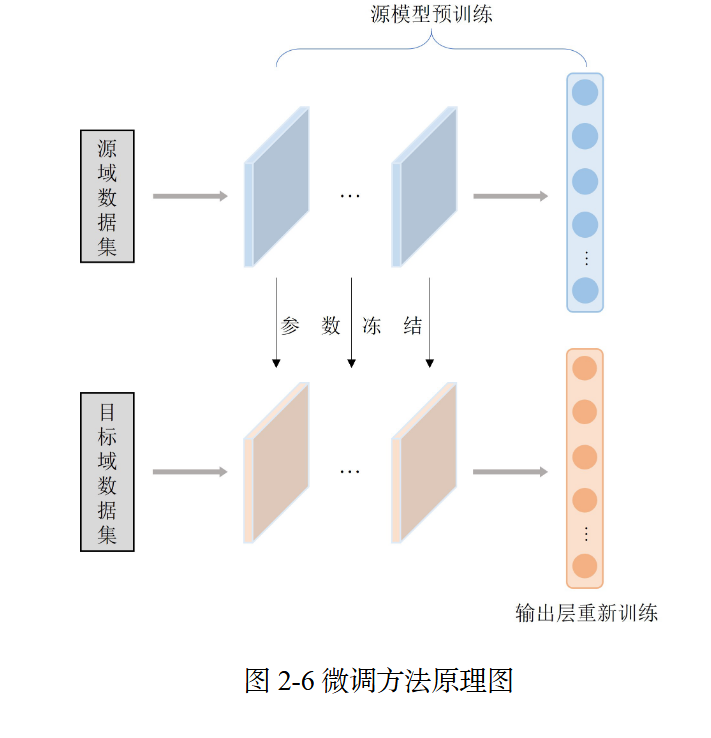 源模型预训练
源域数据集
…
参数冻结
目标域数据集
…
输出层重新训练
图 2-6 微调方法原理图